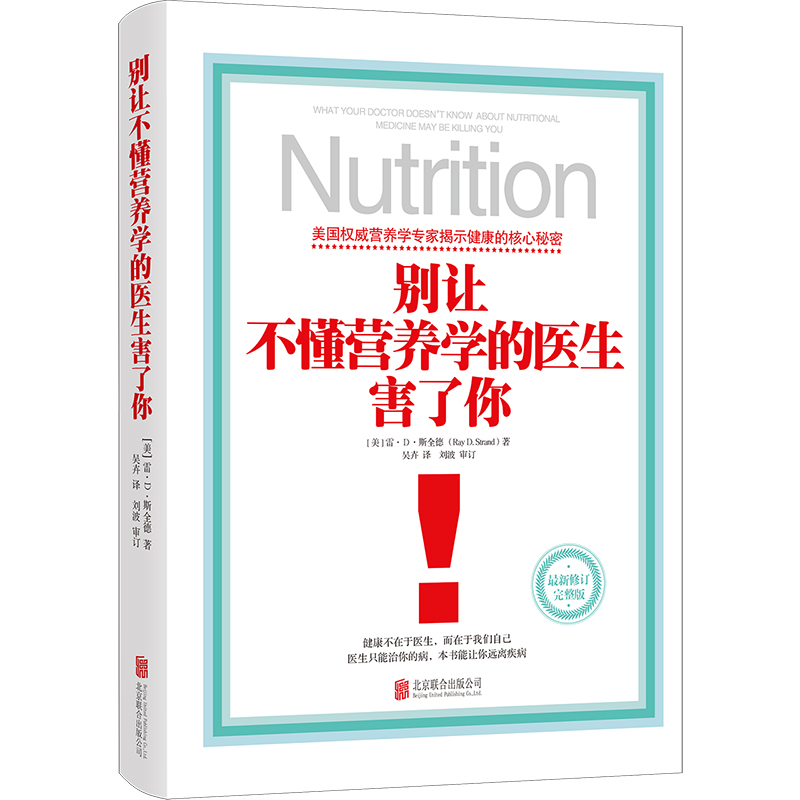 别让不懂营养学的医生害了你
[美]雷·D·斯全德 著
吴卉 译 刘波 审订
北京联合出版公司
Beijing United Publishing Co.,Ltd.
WHAT YOUR DOCTOR DOESN'T KNOW ABOUT NUTRITIONAL
MEDICINE MAY BE KILLING YOU
Nutrition
美国权威营养学专家揭示健康的核心秘密
别让
不懂营养学的医生
害了你
[美]雷·D·斯全德（Ray D. Strand）著
吴卉 译 刘波 审订
!
最新修订
完整版
健康不在于医生，而在于我们自己
医生只能治你的病，本书能让你远离疾病
北京联合出版公司
Beijing United Publishing Co.,Ltd.